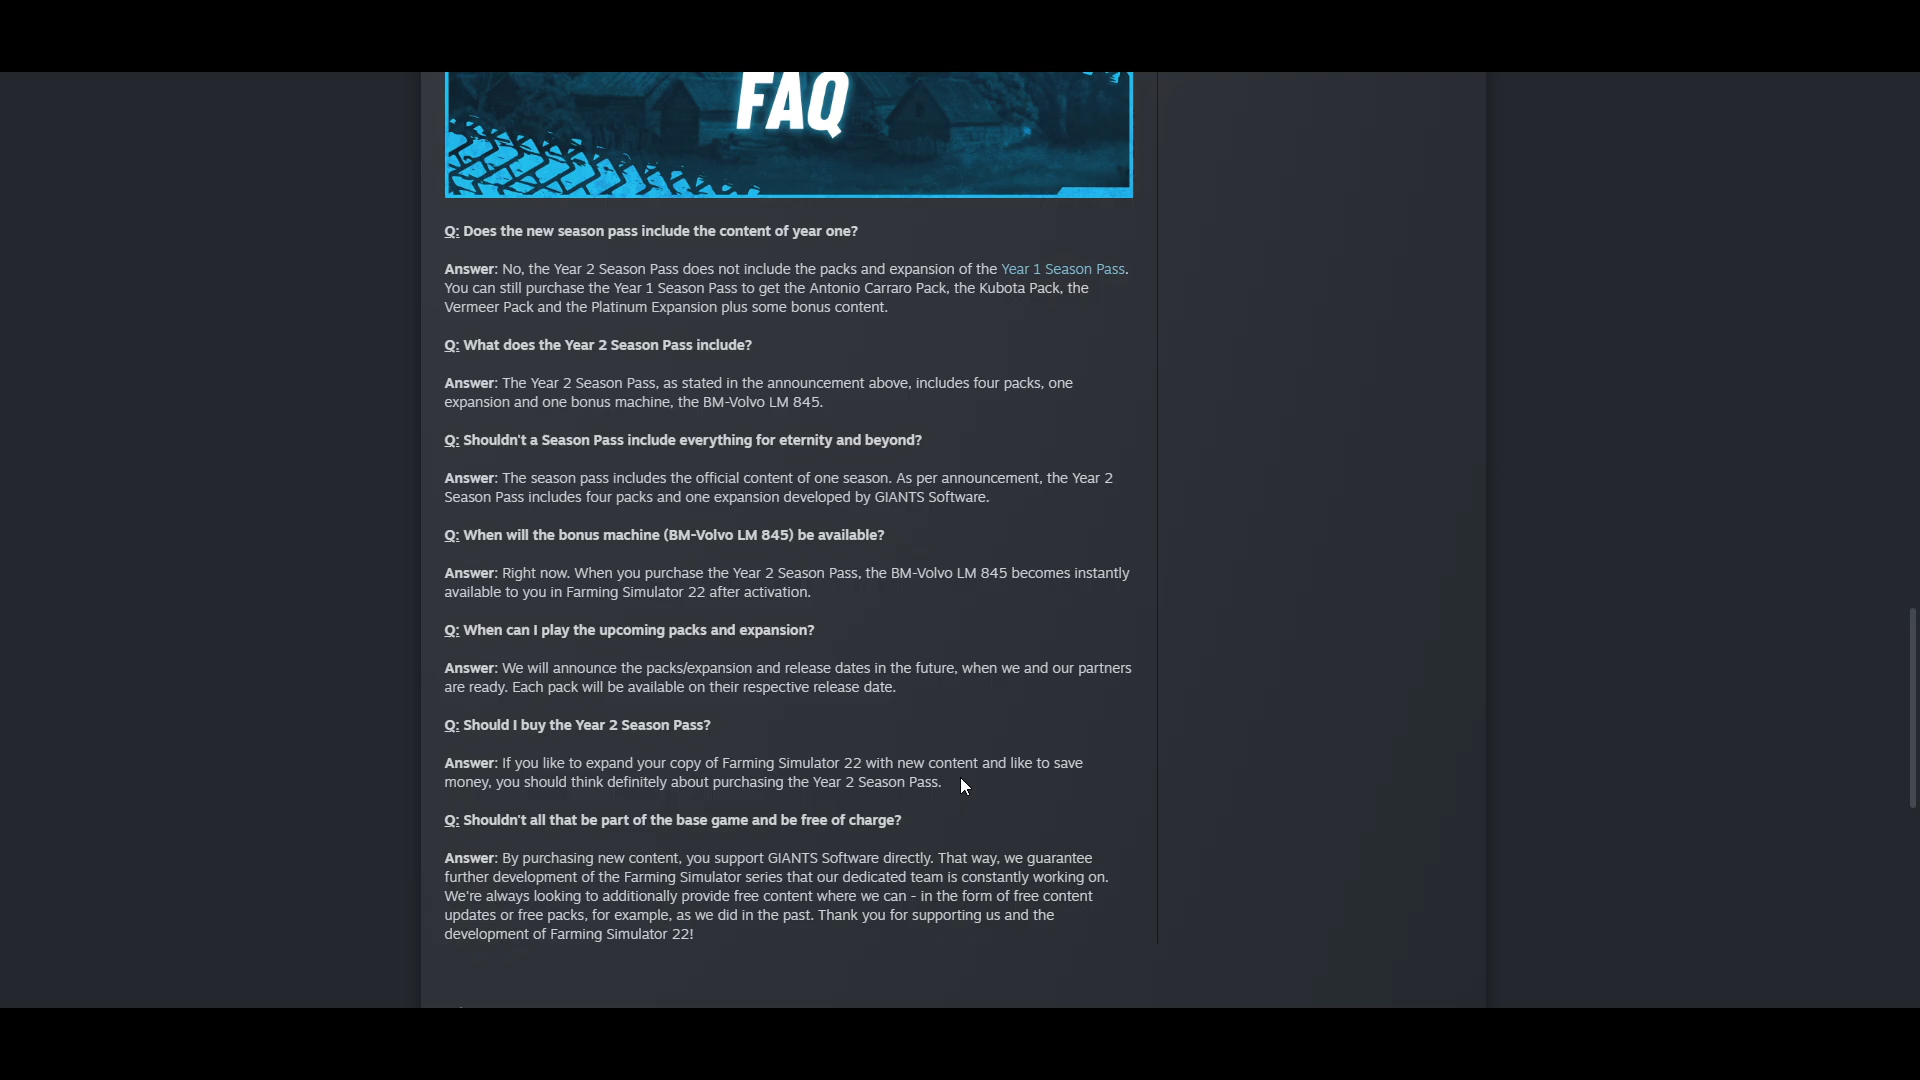 FAQ
Q: Does the new season pass include the content of year one?
Answer: No, the Year 2 Season Pass does not include the packs and expansion of the Year 1 Season Pass.
You can still purchase the Year 1 Season Pass to get the Antonio Carraro Pack, the Kubota Pack, the
Vermeer Pack and the Platinum Expansion plus some bonus content.
Q: What does the Year 2 Season Pass include?
Answer: The Year 2 Season Pass, as stated in the announcement above, includes four packs, one
expansion and one bonus machine, the BM-Volvo LM 845.
Q: Shouldn't a Season Pass include everything for eternity and beyond?
Answer: The season pass includes the official content of one season. As per announcement, the Year 2
Season Pass includes four packs and one expansion developed by GIANTS Software.
Q: When will the bonus machine (BM-Volvo LM 845) be available?
Answer: Right now. When you purchase the Year 2 Season Pass, the BM-Volvo LM 845 becomes instantly
available to you in Farming Simulator 22 after activation.
Q: When can I play the upcoming packs and expansion?
Answer: We will announce the packs/expansion and release dates in the future, when we and our partners
are ready. Each pack will be available on their respective release date.
Q: Should I buy the Year 2 Season Pass?
Answer: If you like to expand your copy of Farming Simulator 22 with new content and like to save
money, you should think definitely about purchasing the Year 2 Season Pass.
Q: Shouldn't all that be part of the base game and be free of charge?
Answer: By purchasing new content, you support GIANTS Software directly. That way, we guarantee
further development of the Farming Simulator series that our dedicated team is constantly working on.
We're always looking to additionally provide free content where we can - in the form of free content
updates or free packs, for example, as we did in the past. Thank you for supporting us and the
development of Farming Simulator 22!